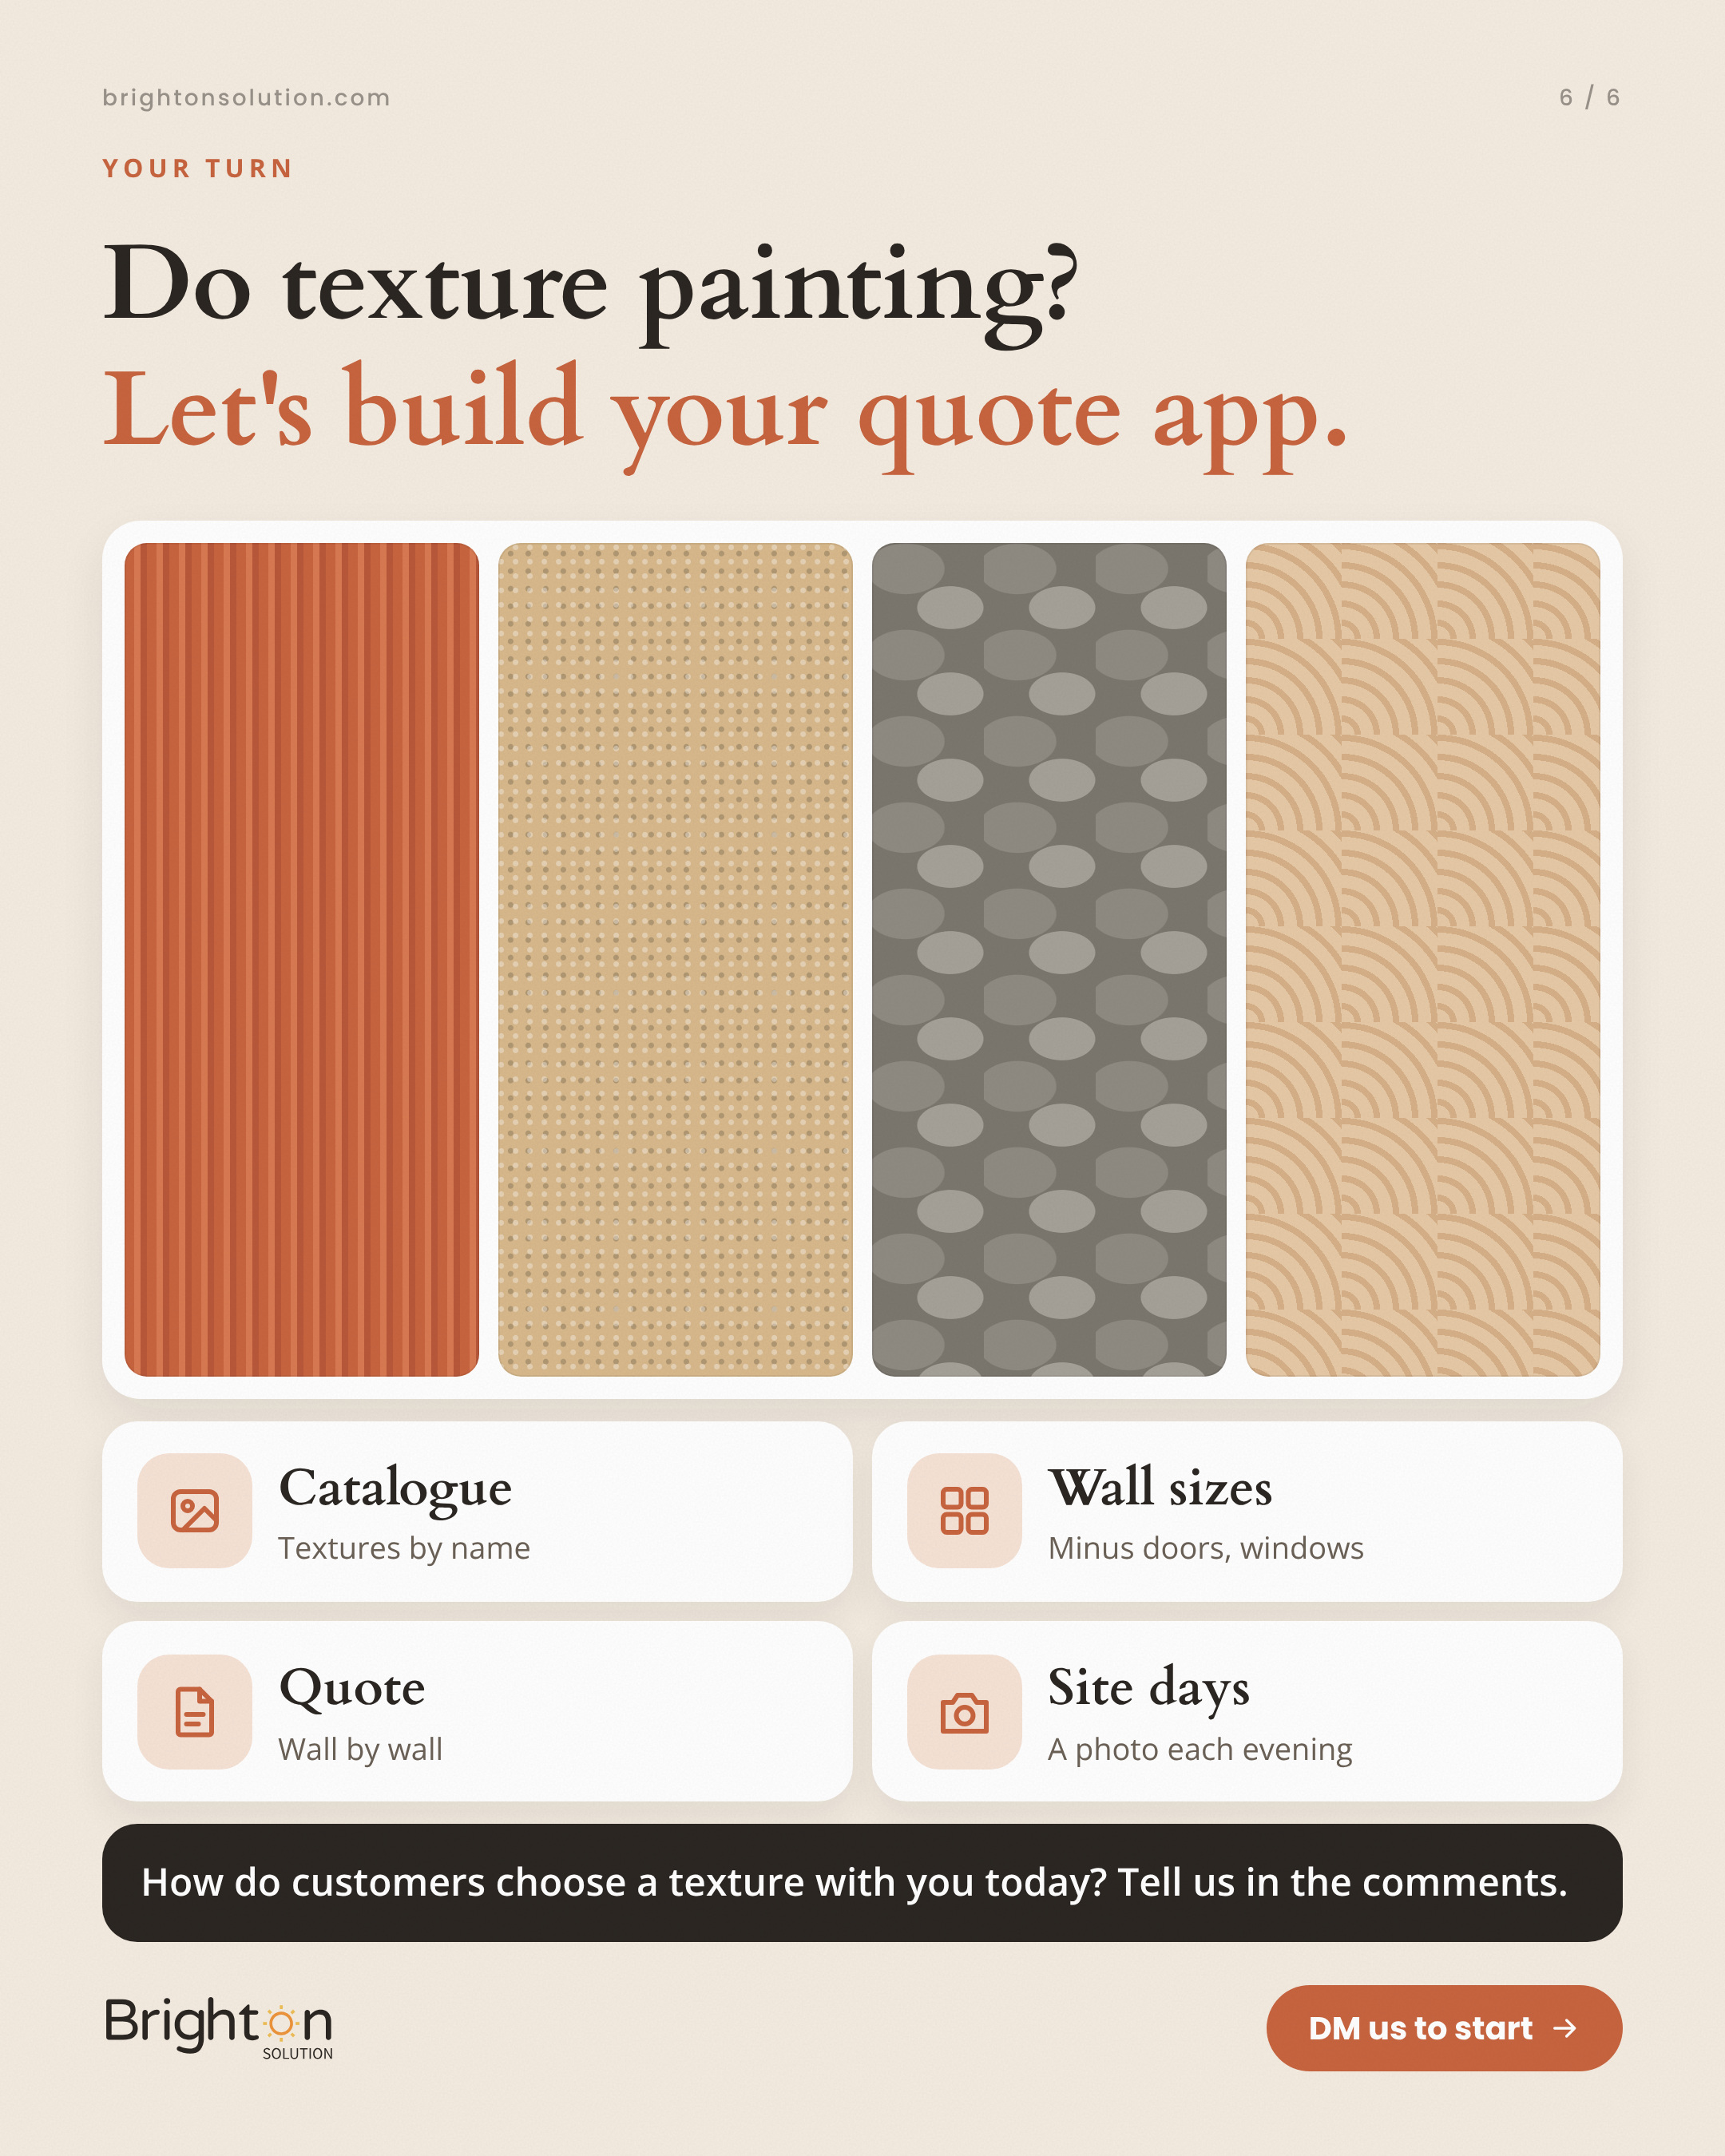 brightonsolution.com
6 / 6
YOUR TURN
Do texture painting?
Let's build your quote app.
Catalogue
Textures by name
Wall sizes
Minus doors, windows
Quote
Wall by wall
Site days
A photo each evening
How do customers choose a texture with you today? Tell us in the comments.
Brighton
SOLUTION
DM us to start →